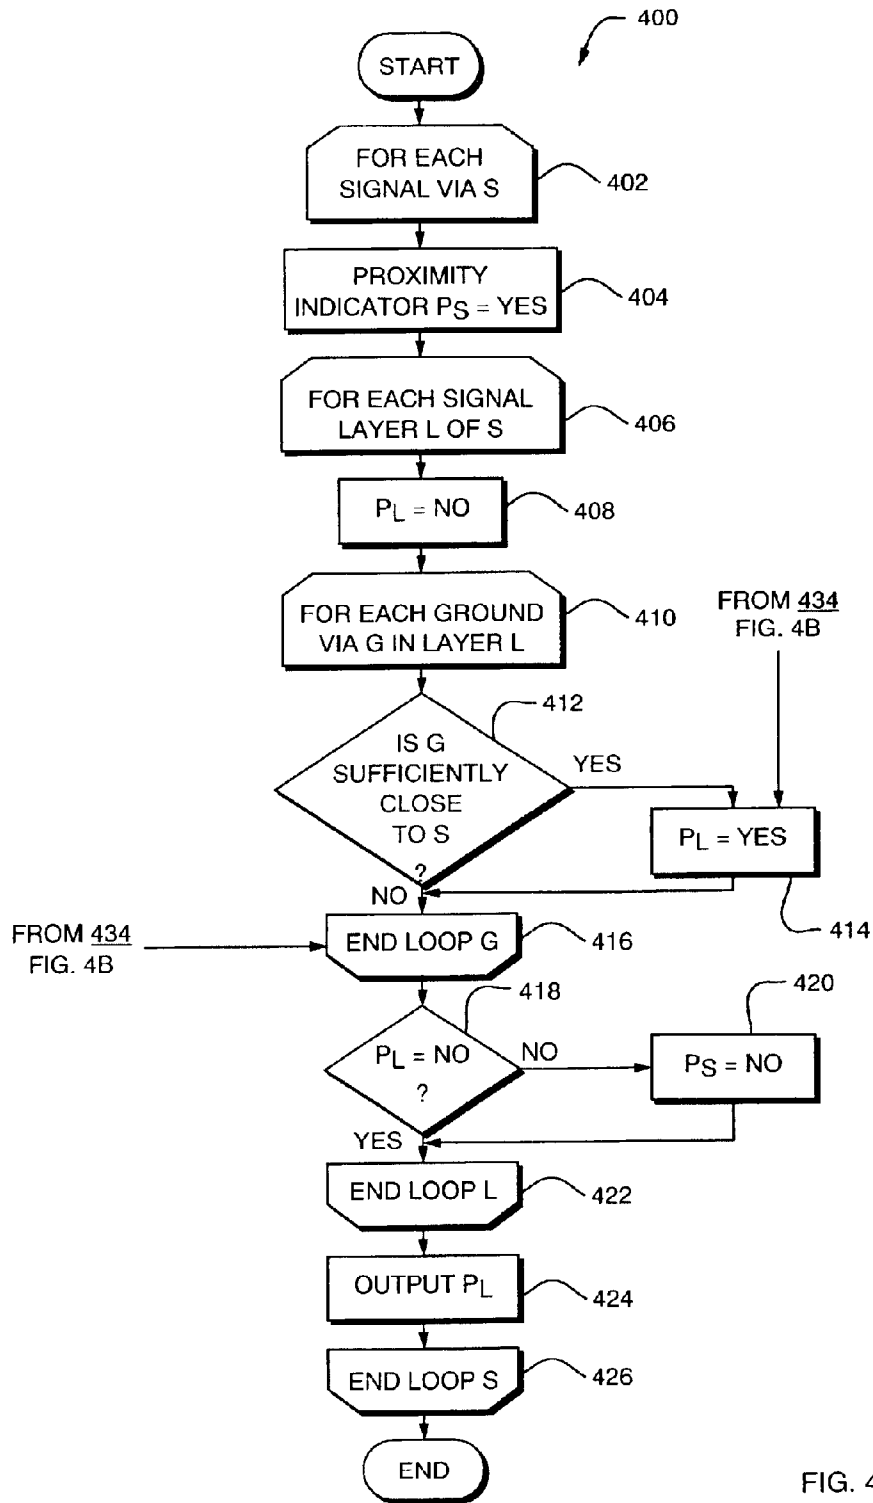 400
START
FOR EACH
SIGNAL VIA S
402
PROXIMITY
INDICATOR PS = YES
404
FOR EACH SIGNAL
LAYER L OF S
406
PL = NO
408
FOR EACH GROUND
VIA G IN LAYER L
410
FROM 434
FIG. 4B
412
IS G
SUFFICIENTLY
CLOSE
TO S
?
YES
PL = YES
414
NO
FROM 434
FIG. 4B
END LOOP G
416
418
PL = NO
?
NO
420
PS = NO
YES
END LOOP L
422
OUTPUT PL
424
END LOOP S
426
END
FIG. 4